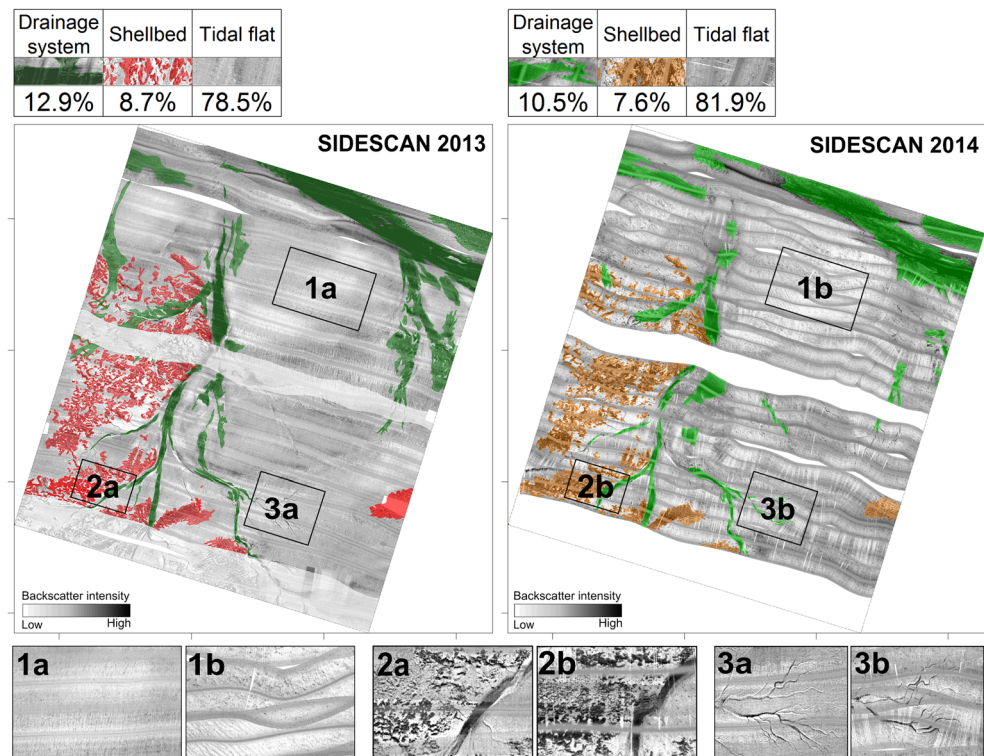 Drainage system
Shellbed
Tidal flat
12.9%
8.7%
78.5%
Drainage system
Shellbed
Tidal flat
10.5%
7.6%
81.9%
SIDESCAN 2013
1a
2a
3a
Backscatter intensity
Low
High
SIDESCAN 2014
1b
2b
3b
Backscatter intensity
Low
High
1a
1b
2a
2b
3a
3b